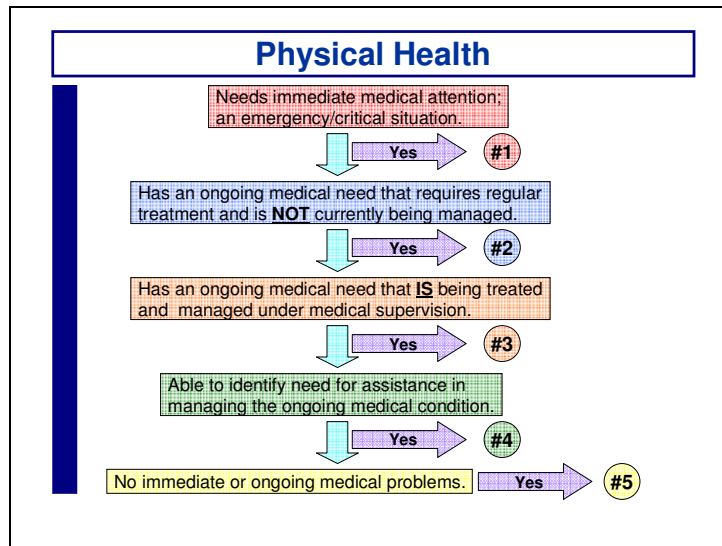 Physical Health
Needs immediate medical attention;
an emergency/critical situation.
Yes
#1
Has an ongoing medical need that requires regular
treatment and is NOT currently being managed.
Yes
#2
Has an ongoing medical need that IS being treated
and managed under medical supervision.
Yes
#3
Able to identify need for assistance in
managing the ongoing medical condition.
Yes
#4
No immediate or ongoing medical problems.
Yes
#5